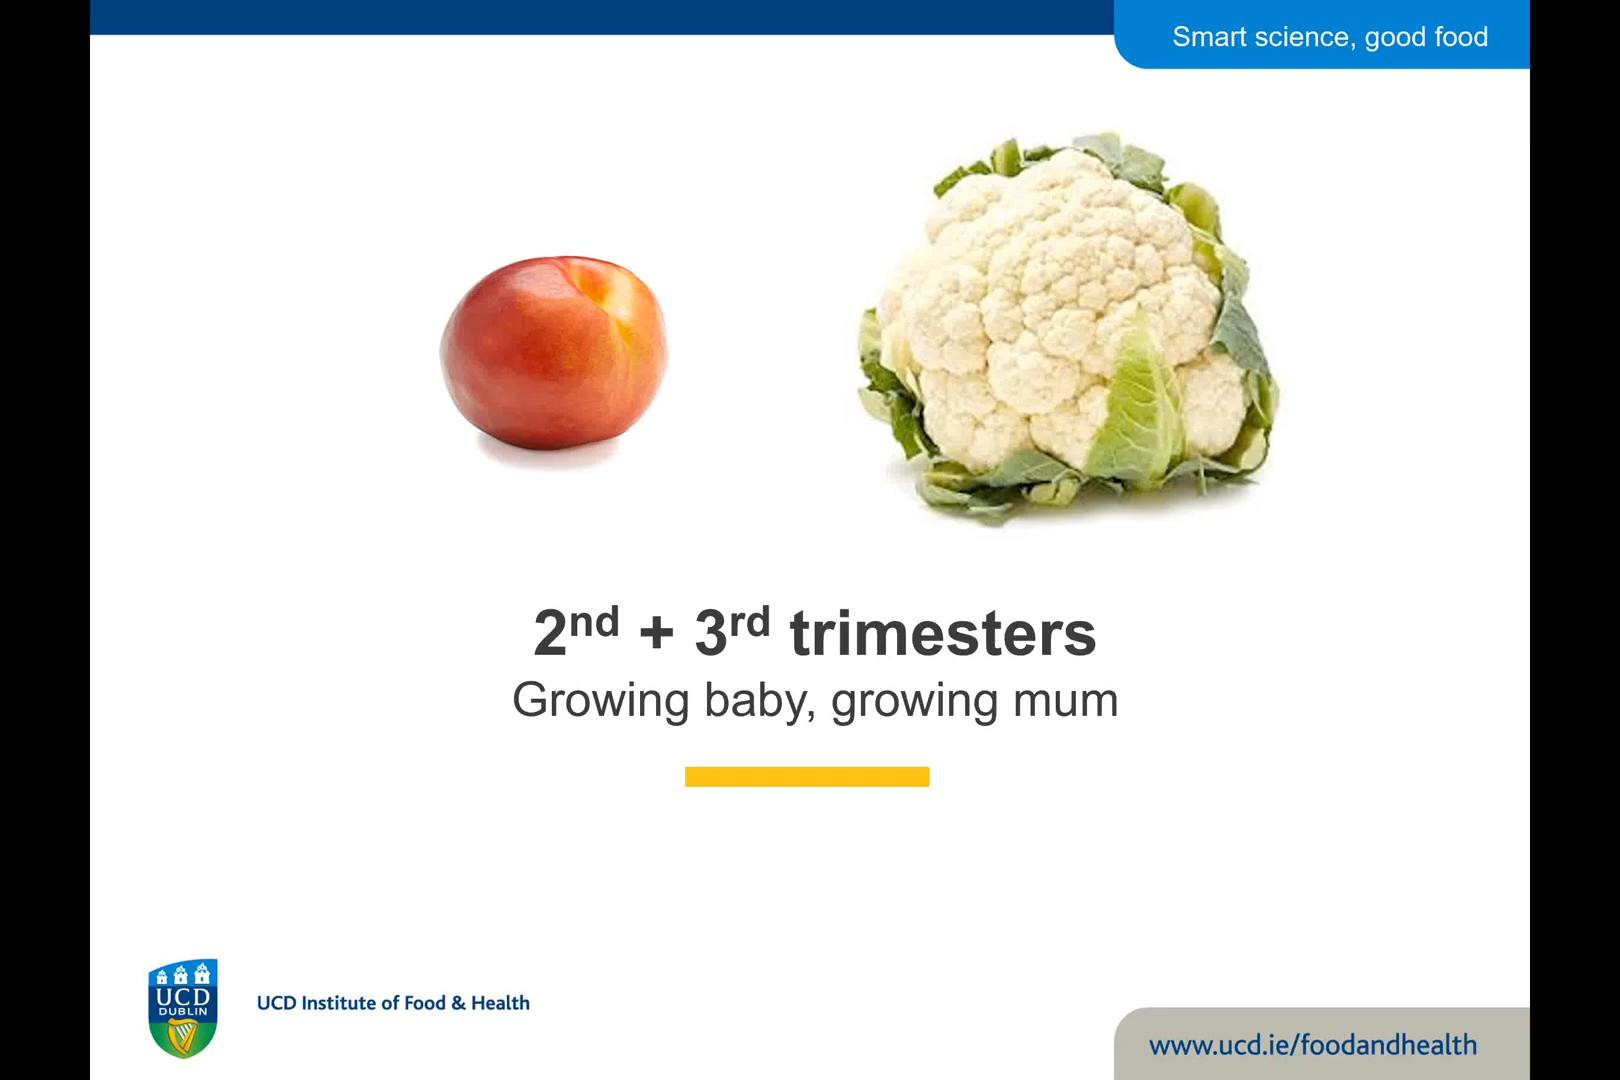 Smart science, good food
2nd + 3rd trimesters
Growing baby, growing mum
UCD
DUBLIN
UCD Institute of Food & Health
www.ucd.ie/foodandhealth